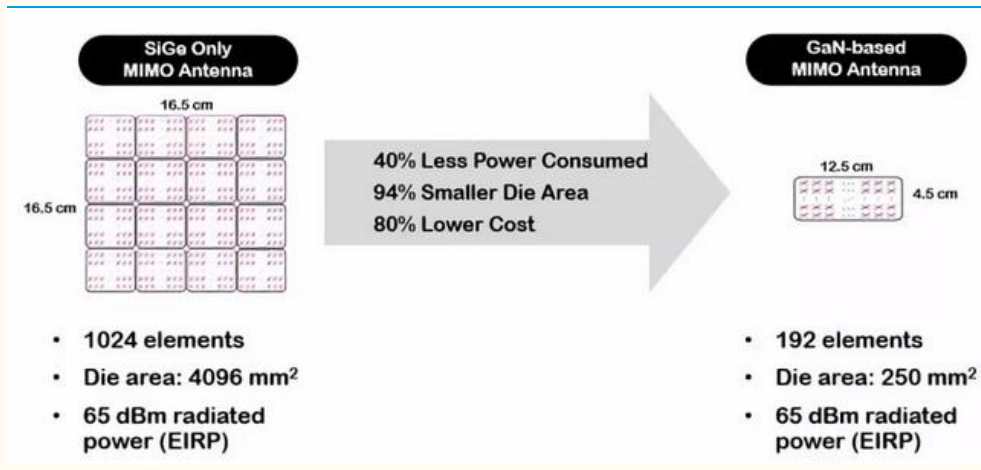 SiGe Only
MIMO Antenna
16.5 cm
16.5 cm
1024 elements
Die area: 4096 mm²
65 dBm radiated
power (EIRP)
40% Less Power Consumed
94% Smaller Die Area
80% Lower Cost
GaN-based
MIMO Antenna
12.5 cm
4.5 cm
192 elements
Die area: 250 mm²
65 dBm radiated
power (EIRP)